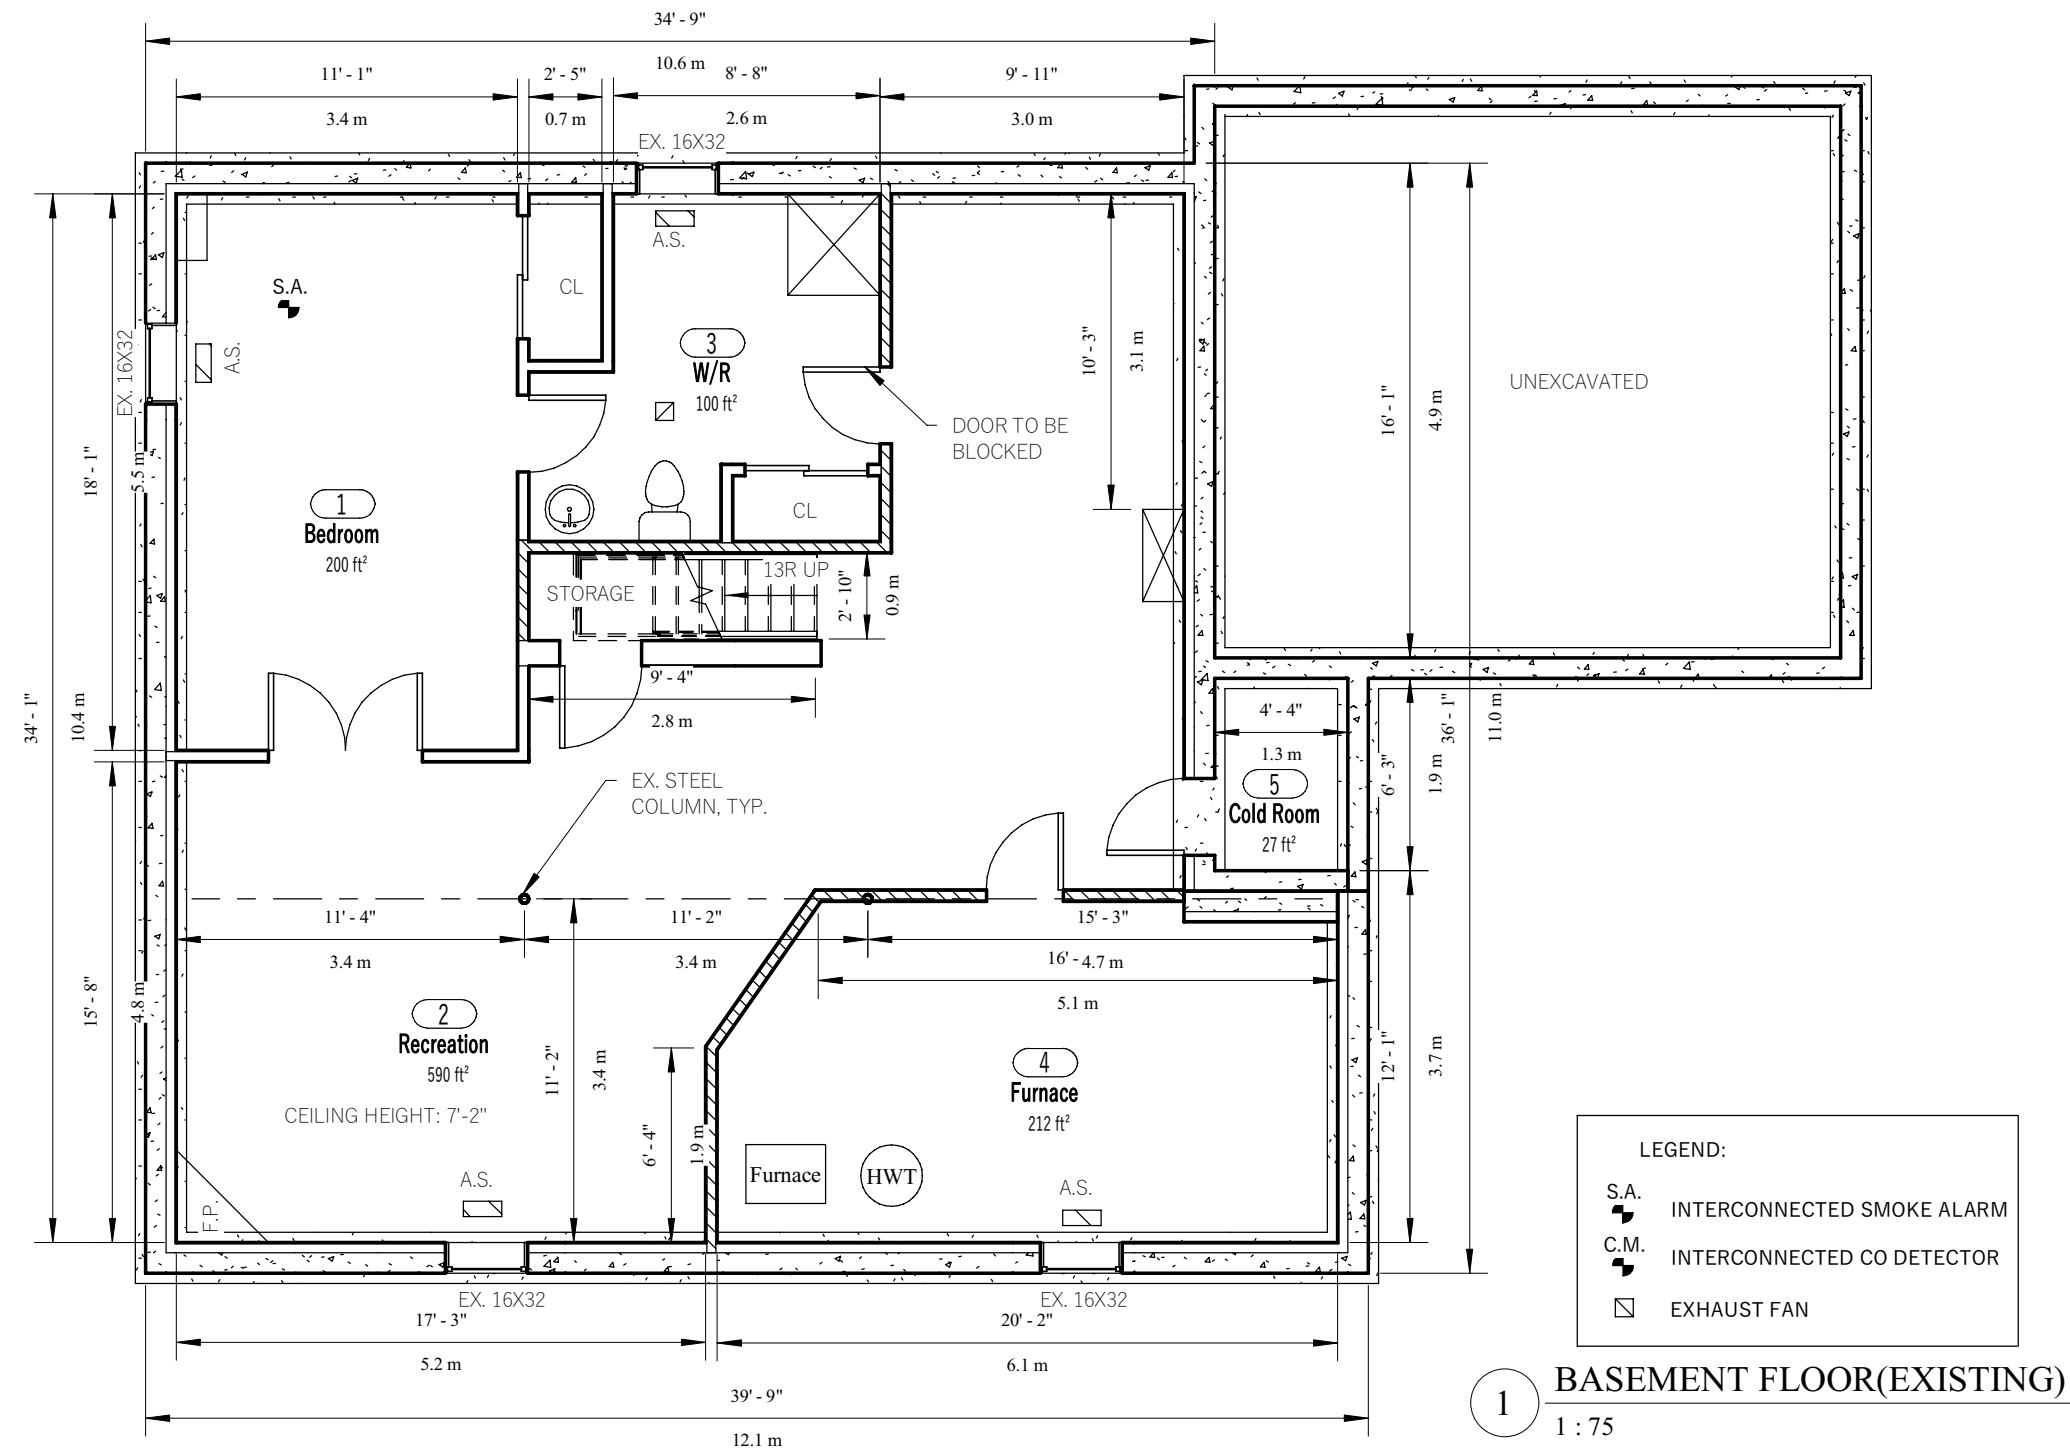 34' - 9"
10.6 m
11' - 1"
3.4 m
2' - 5"
0.7 m
8' - 8"
2.6 m
9' - 11"
3.0 m
EX. 16X32
A.S.
S.A.
CL
EX. 16X32
A.S.
3
W/R
100 ft²
10' - 3"
3.1 m
UNEXCAVATED
16' - 1"
4.9 m
DOOR TO BE
BLOCKED
18' - 1"
5.5 m
1
Bedroom
200 ft²
CL
13R UP
STORAGE
2' - 10"
0.9 m
9' - 4"
2.8 m
34' - 1"
10.4 m
36' - 1"
11.0 m
4' - 4"
1.3 m
5
Cold Room
27 ft²
6' - 3"
1.9 m
EX. STEEL
COLUMN, TYP.
11' - 4"
3.4 m
11' - 2"
3.4 m
15' - 3"
16' - 4.7 m
5.1 m
15' - 8"
4.8 m
2
Recreation
590 ft²
CEILING HEIGHT: 7'-2"
11' - 2"
3.4 m
6' - 4"
1.9 m
4
Furnace
212 ft²
12' - 1"
3.7 m
Furnace
HWT
A.S.
A.S.
F.P.
EX. 16X32
EX. 16X32
17' - 3"
5.2 m
20' - 2"
6.1 m
39' - 9"
12.1 m
LEGEND:
S.A.
INTERCONNECTED SMOKE ALARM
C.M.
INTERCONNECTED CO DETECTOR
EXHAUST FAN
1
BASEMENT FLOOR(EXISTING)
1 : 75